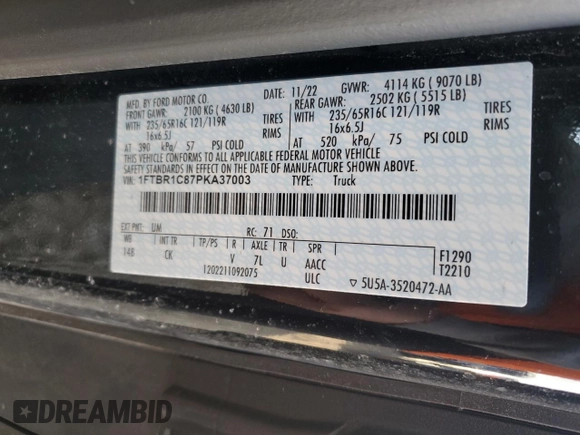 MFD. BY FORD MOTOR CO.
11/22 GVWR: 4114 KG ( 9070 LB)
FRONT GAWR: 2100 KG ( 4630 LB) REAR GAWR: 2502 KG ( 5515 LB)
WITH 235/65R16C 121/119R TIRES WITH 235/65R16C 121/119R TIRES
16x6.5J RIMS 16x6.5J RIMS
AT 390 kPa/ 57 PSI COLD AT 520 kPa/ 75 PSI COLD
THIS VEHICLE CONFORMS TO ALL APPLICABLE FEDERAL MOTOR VEHICLE
SAFETY STANDARDS IN EFFECT ON THE DATE OF MANUFACTURE SHOWN ABOVE.
VIN: 1FTBR1C87PKA37003 TYPE: Truck
EXT PNT: UM RC: 71 DSO:
WB INT TR TP/PS R AXLE TR SPR F1290
148 CK V 7L U AACC T2210
120221109207​5 ULC ▽ 5U5A-3520472-AA
DREAMBID